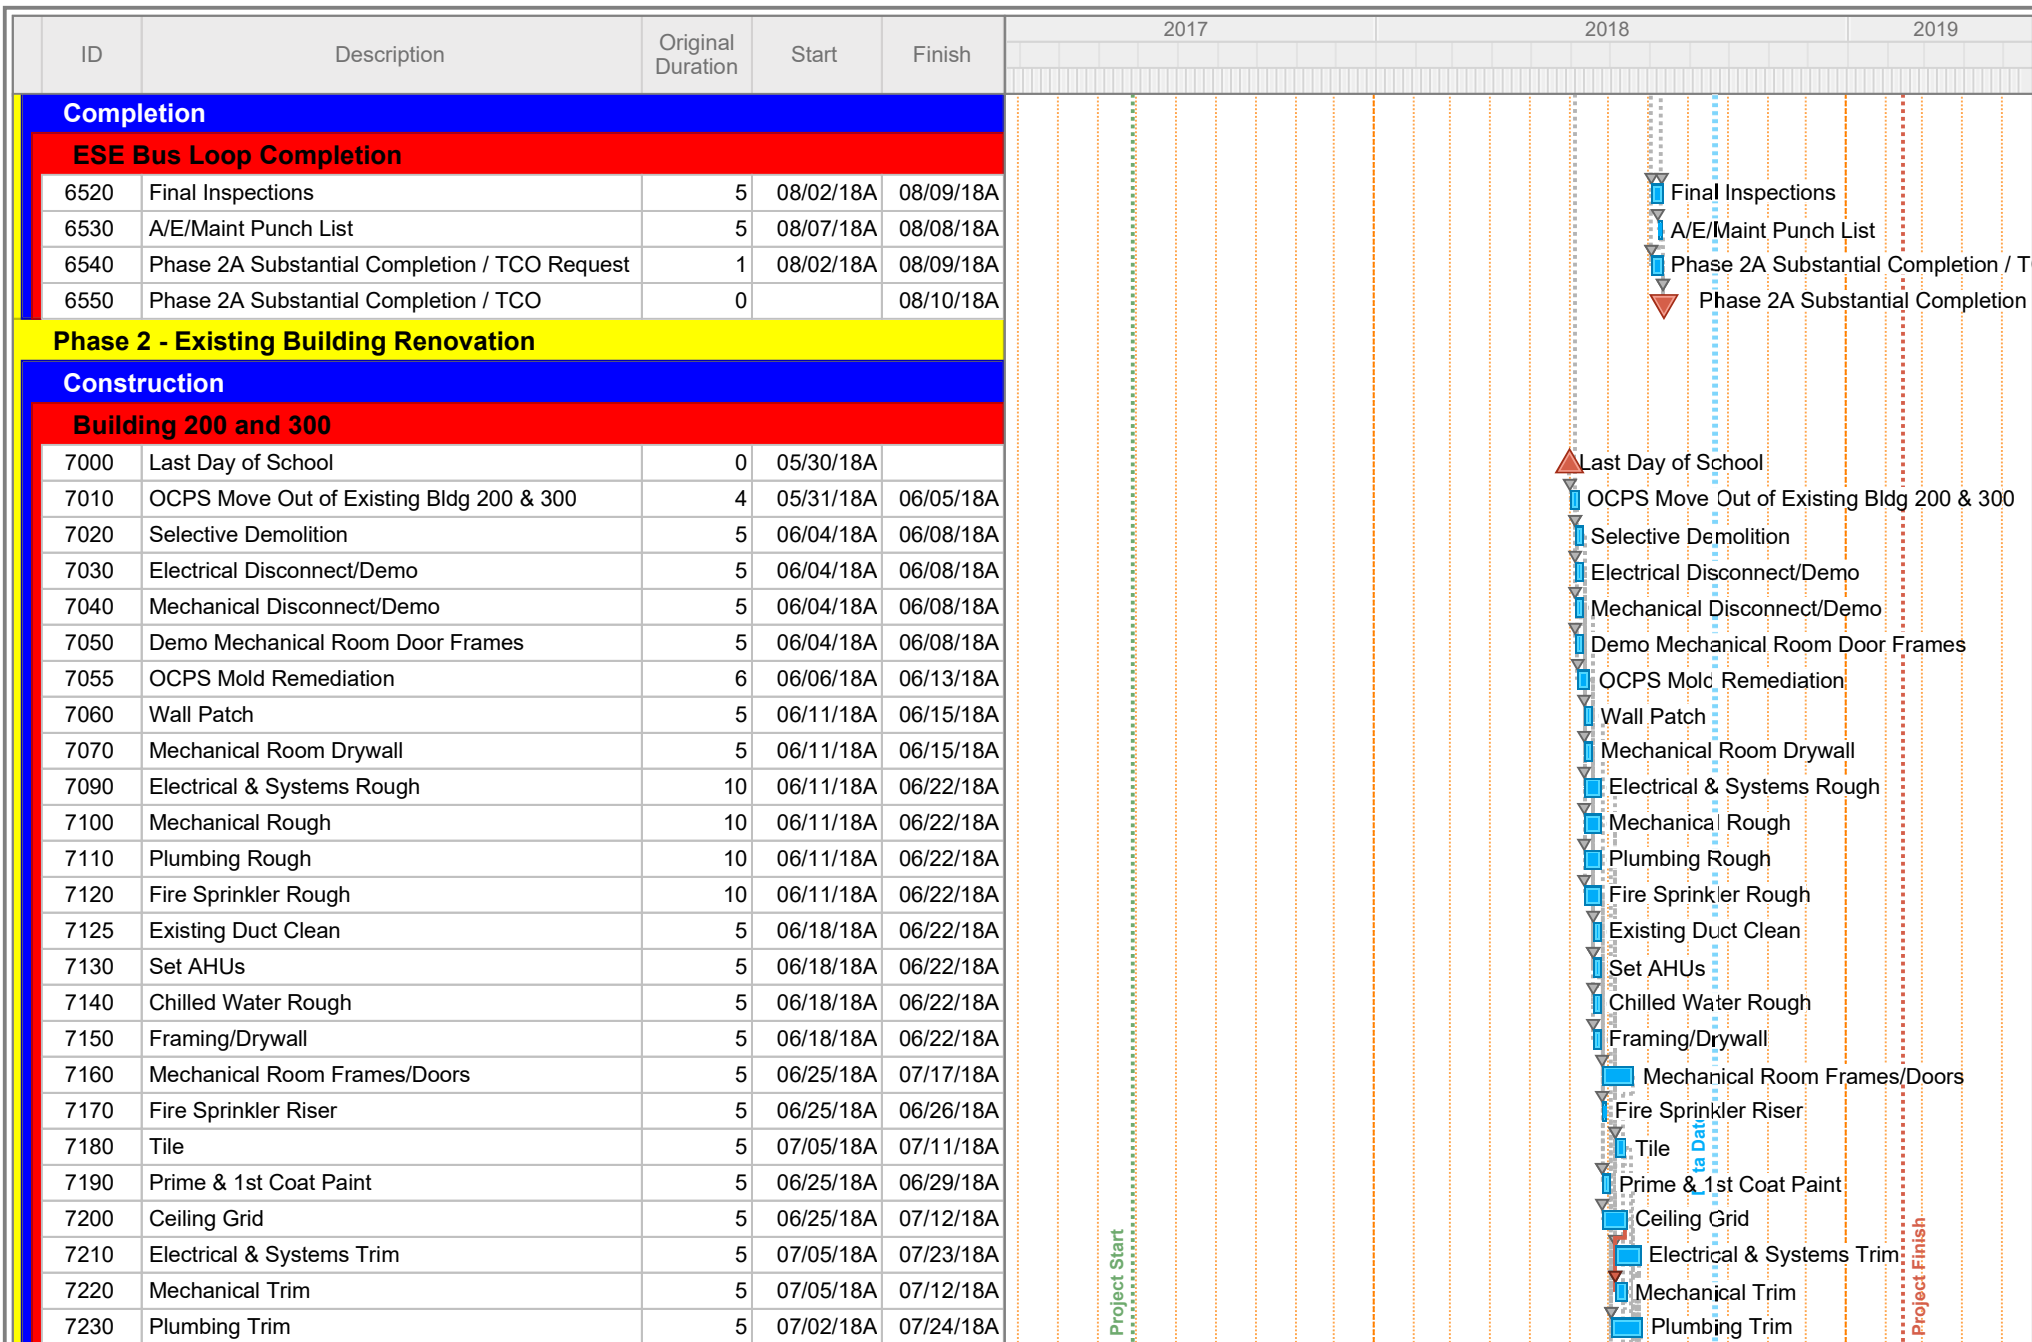 2017 2018 2019
ID Description Original Duration Start Finish
Completion
ESE Bus Loop Completion
6520 Final Inspections 5 08/02/18A 08/09/18A Final Inspections
6530 A/E/Maint Punch List 5 08/07/18A 08/08/18A A/E/Maint Punch List
6540 Phase 2A Substantial Completion / TCO Request 1 08/02/18A 08/09/18A Phase 2A Substantial Completion / T
6550 Phase 2A Substantial Completion / TCO 0 08/10/18A Phase 2A Substantial Completion
Phase 2 - Existing Building Renovation
Construction
Building 200 and 300
7000 Last Day of School 0 05/30/18A Last Day of School
7010 OCPS Move Out of Existing Bldg 200 & 300 4 05/31/18A 06/05/18A OCPS Move Out of Existing Bldg 200 & 300
7020 Selective Demolition 5 06/04/18A 06/08/18A Selective Demolition
7030 Electrical Disconnect/Demo 5 06/04/18A 06/08/18A Electrical Disconnect/Demo
7040 Mechanical Disconnect/Demo 5 06/04/18A 06/08/18A Mechanical Disconnect/Demo
7050 Demo Mechanical Room Door Frames 5 06/04/18A 06/08/18A Demo Mechanical Room Door Frames
7055 OCPS Mold Remediation 6 06/06/18A 06/13/18A OCPS Mold Remediation
7060 Wall Patch 5 06/11/18A 06/15/18A Wall Patch
7070 Mechanical Room Drywall 5 06/11/18A 06/15/18A Mechanical Room Drywall
7090 Electrical & Systems Rough 10 06/11/18A 06/22/18A Electrical & Systems Rough
7100 Mechanical Rough 10 06/11/18A 06/22/18A Mechanical Rough
7110 Plumbing Rough 10 06/11/18A 06/22/18A Plumbing Rough
7120 Fire Sprinkler Rough 10 06/11/18A 06/22/18A Fire Sprinkler Rough
7125 Existing Duct Clean 5 06/18/18A 06/22/18A Existing Duct Clean
7130 Set AHUs 5 06/18/18A 06/22/18A Set AHUs
7140 Chilled Water Rough 5 06/18/18A 06/22/18A Chilled Water Rough
7150 Framing/Drywall 5 06/18/18A 06/22/18A Framing/Drywall
7160 Mechanical Room Frames/Doors 5 06/25/18A 07/17/18A Mechanical Room Frames/Doors
7170 Fire Sprinkler Riser 5 06/25/18A 06/26/18A Fire Sprinkler Riser
7180 Tile 5 07/05/18A 07/11/18A Tile
7190 Prime & 1st Coat Paint 5 06/25/18A 06/29/18A Prime & 1st Coat Paint
7200 Ceiling Grid 5 06/25/18A 07/12/18A Ceiling Grid
7210 Electrical & Systems Trim 5 07/05/18A 07/23/18A Electrical & Systems Trim
7220 Mechanical Trim 5 07/05/18A 07/12/18A Mechanical Trim
7230 Plumbing Trim 5 07/02/18A 07/24/18A Plumbing Trim
Project Start
ta Date
Project Finish